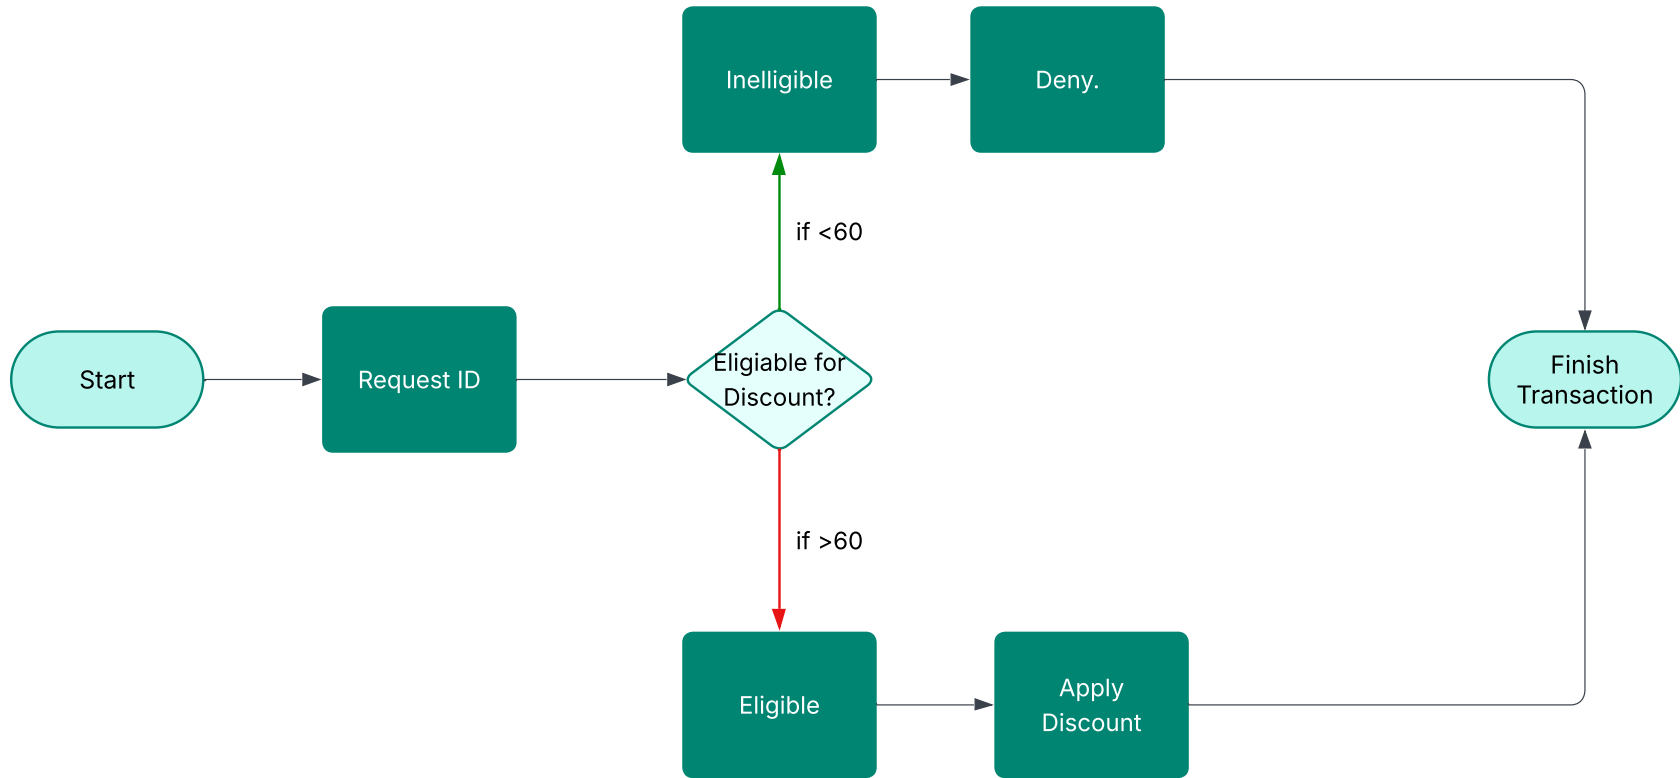 Inelligible
Deny.
if <60
Start
Request ID
Eligiable for
Discount?
Finish
Transaction
if >60
Eligible
Apply
Discount